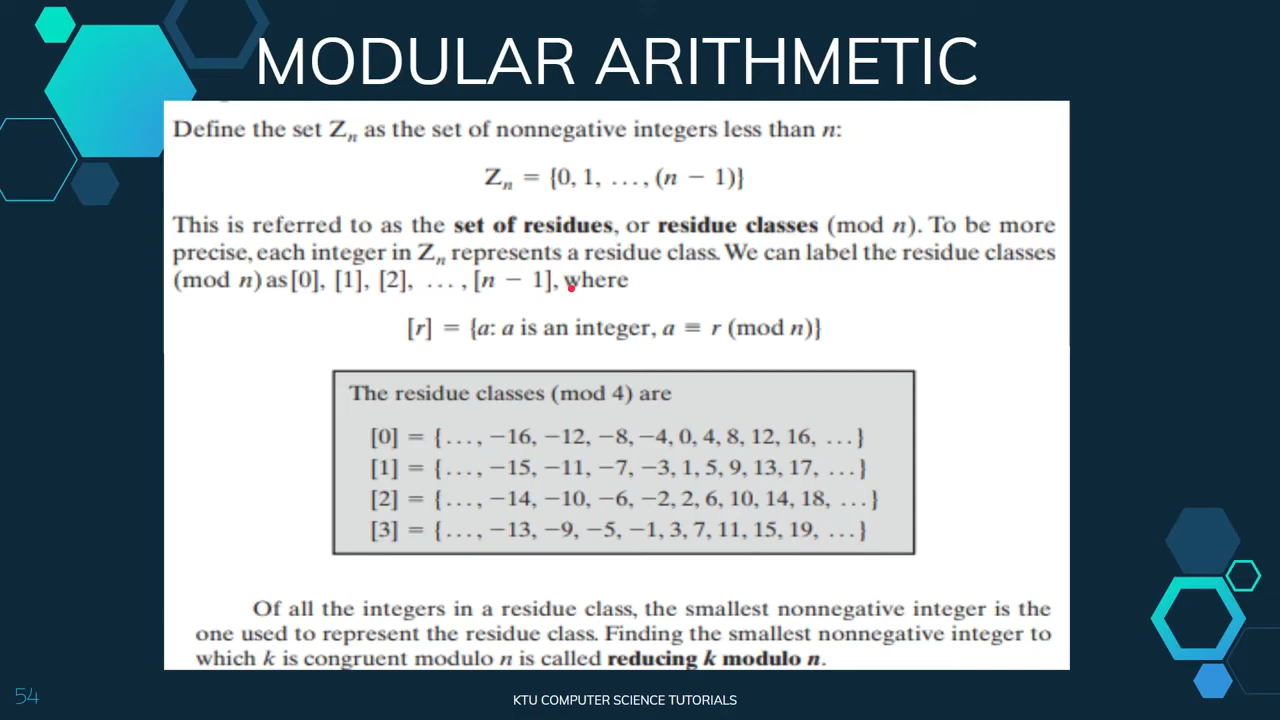 MODULAR ARITHMETIC
Define the set Zₙ as the set of nonnegative integers less than n:
Zₙ = {0, 1, ..., (n − 1)}
This is referred to as the set of residues, or residue classes (mod n). To be more
precise, each integer in Zₙ represents a residue class. We can label the residue classes
(mod n) as [0], [1], [2], ..., [n − 1], where
[r] = {a: a is an integer, a ≡ r (mod n)}
The residue classes (mod 4) are
[0] = {..., −16, −12, −8, −4, 0, 4, 8, 12, 16, ...}
[1] = {..., −15, −11, −7, −3, 1, 5, 9, 13, 17, ...}
[2] = {..., −14, −10, −6, −2, 2, 6, 10, 14, 18, ...}
[3] = {..., −13, −9, −5, −1, 3, 7, 11, 15, 19, ...}
Of all the integers in a residue class, the smallest nonnegative integer is the
one used to represent the residue class. Finding the smallest nonnegative integer to
which k is congruent modulo n is called reducing k modulo n.
54
KTU COMPUTER SCIENCE TUTORIALS